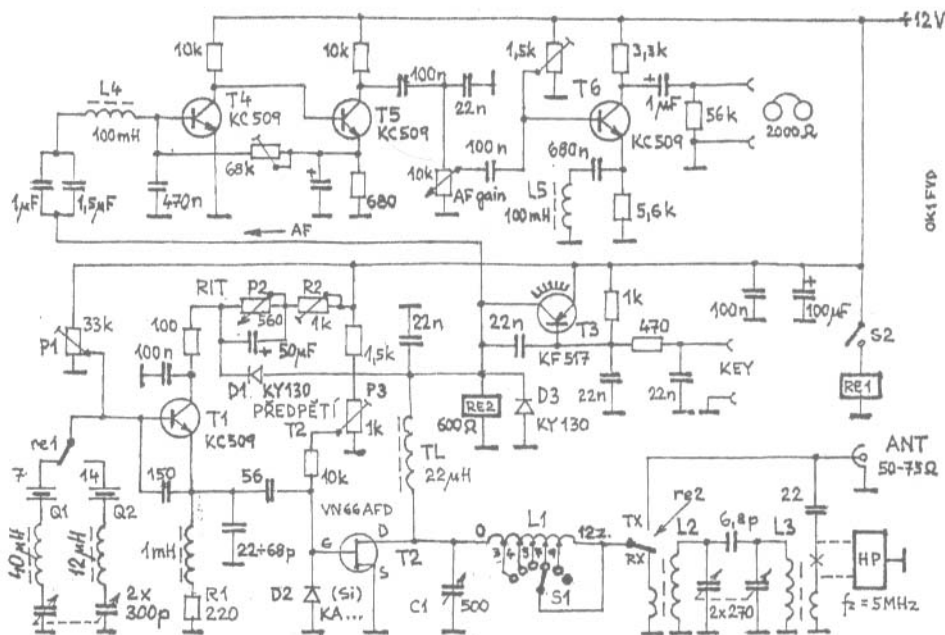 +12V
10k
10k
1,5k
3,3k
100n
22n
+
1µF
T6
56k
L4
100mH
T4
KC509
T5
KC509
KC509
2000Ω
100n
680n
68k
+
10k
AF gain
L5
100mH
5,6k
1µF
1,5µF
470n
680
AF
OK1FYD
RIT
P2
R2
560
1k
33k
P1
100
100n
50µF
+
1,5k
22n
22n
T3
KF517
1k
470
100n
+
100µF
S2
KEY
22n
22n
RE1
D1
KY130
PŘEDPĚTÍ
T2
P3
1k
RE2
600Ω
D3
KY130
T1
KC509
re1
7
14
Q1
Q2
150
56
10k
TL
22µH
ANT
50-75Ω
VN66AFD
re2
22
40µH
12µH
1mH
22÷68p
G
D
S
T2
0
L1
12z.
3
4
5
7
9
S1
TX
RX
L2
6,8p
L3
HP
2x
300p
R1
220
D2
(Si)
KA...
C1
500
2x270
fz=5MHz